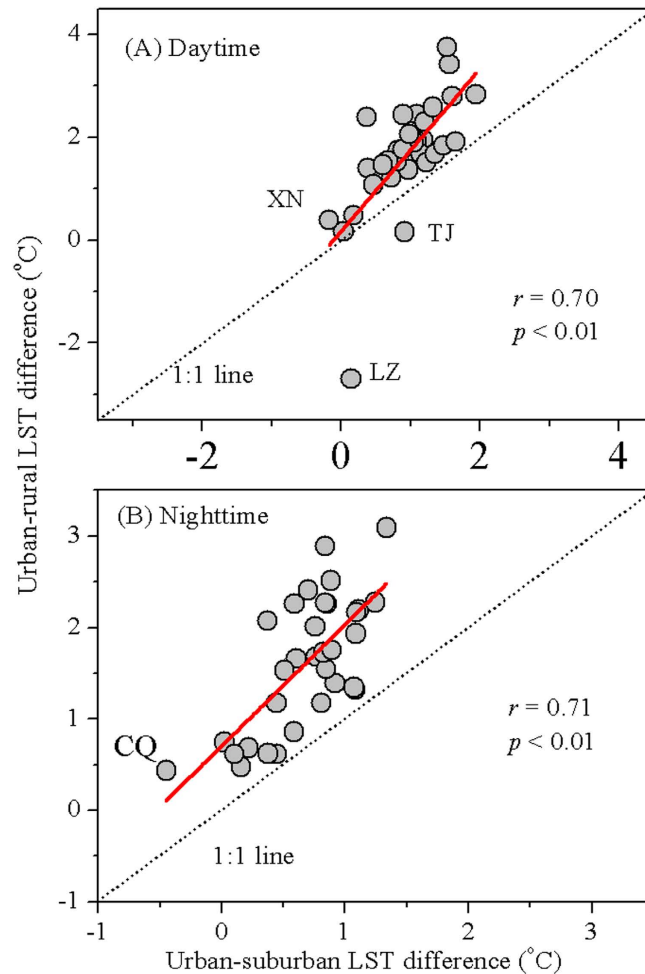 Urban-rural LST difference (°C)
(A) Daytime
4
2
0
-2
XN
TJ
LZ
r = 0.70
p < 0.01
1:1 line
-2 0 2 4
(B) Nighttime
3
2
1
0
-1
CQ
r = 0.71
p < 0.01
1:1 line
-1 0 1 2 3
Urban-suburban LST difference (°C)